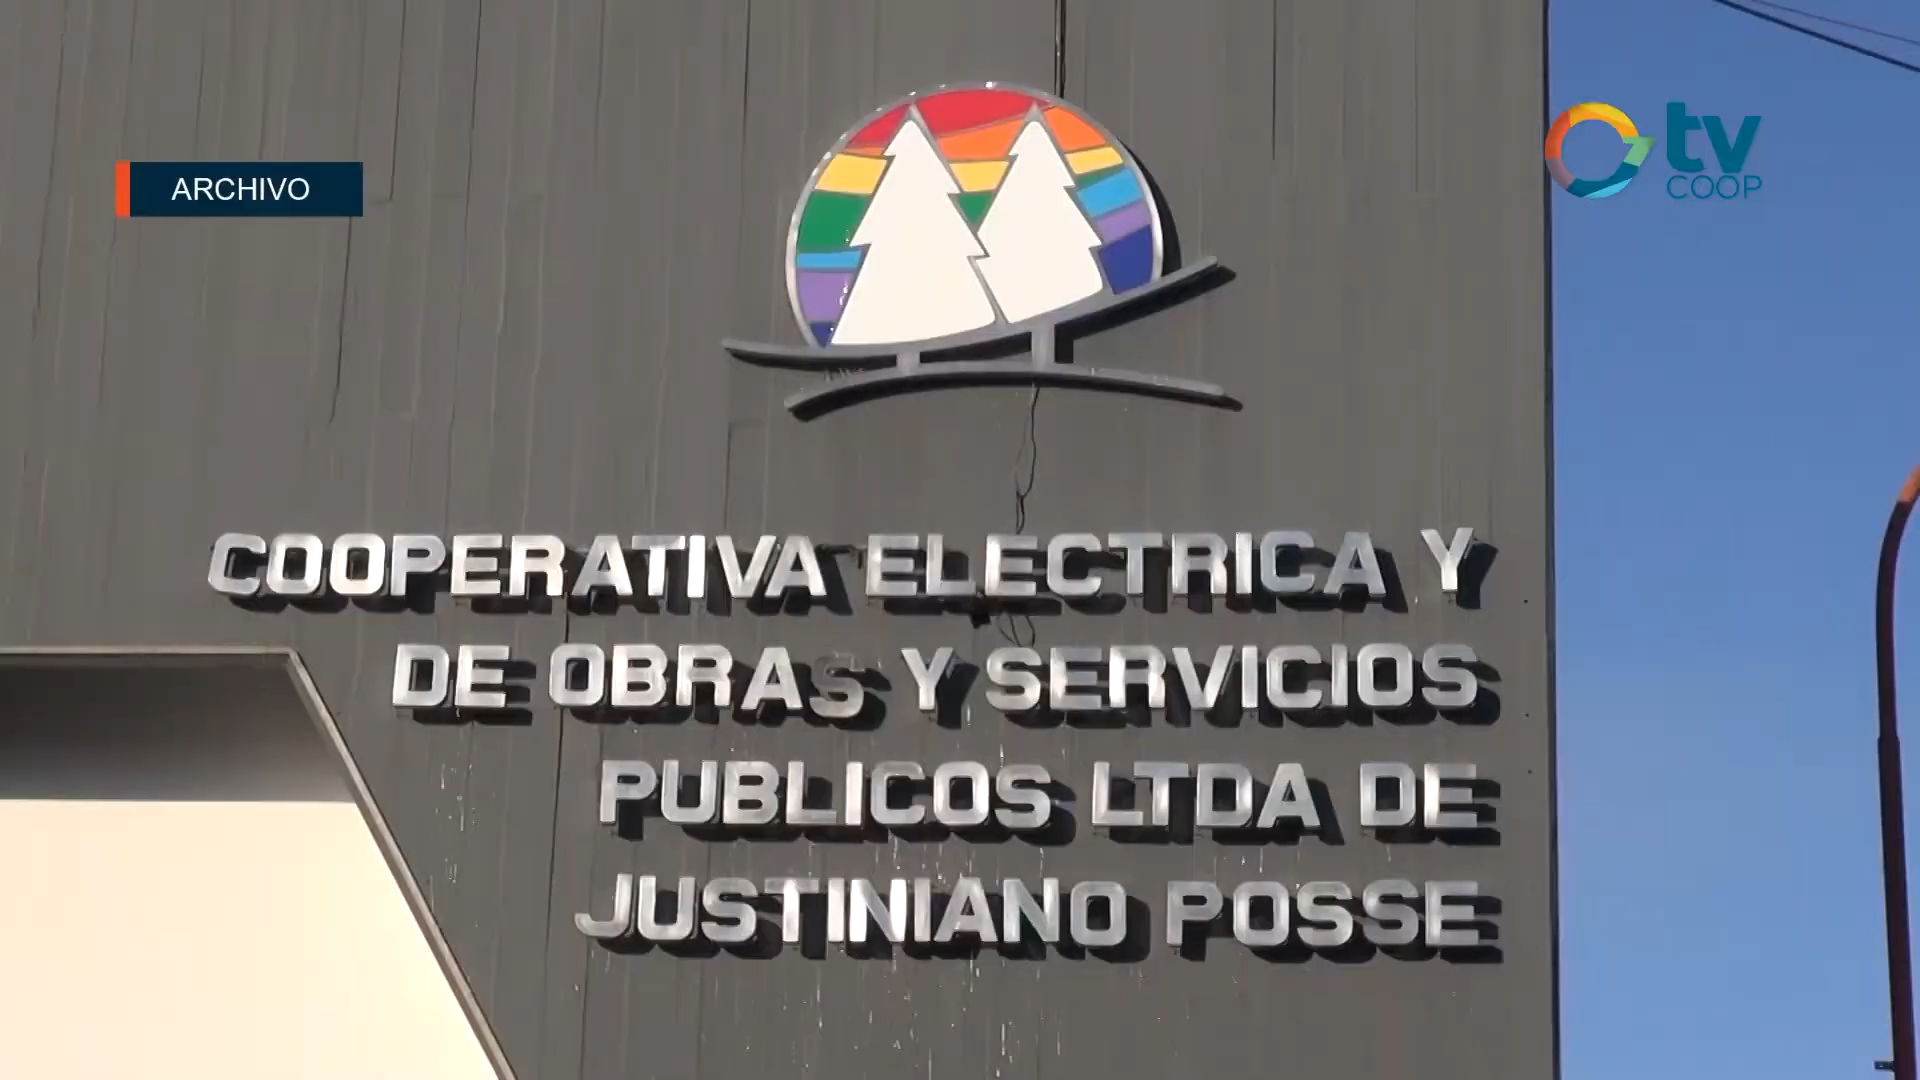 ARCHIVO
tv
COOP
COOPERATIVA ELECTRICA Y
DE OBRAS Y SERVICIOS
PUBLICOS LTDA DE
JUSTINIANO POSSE